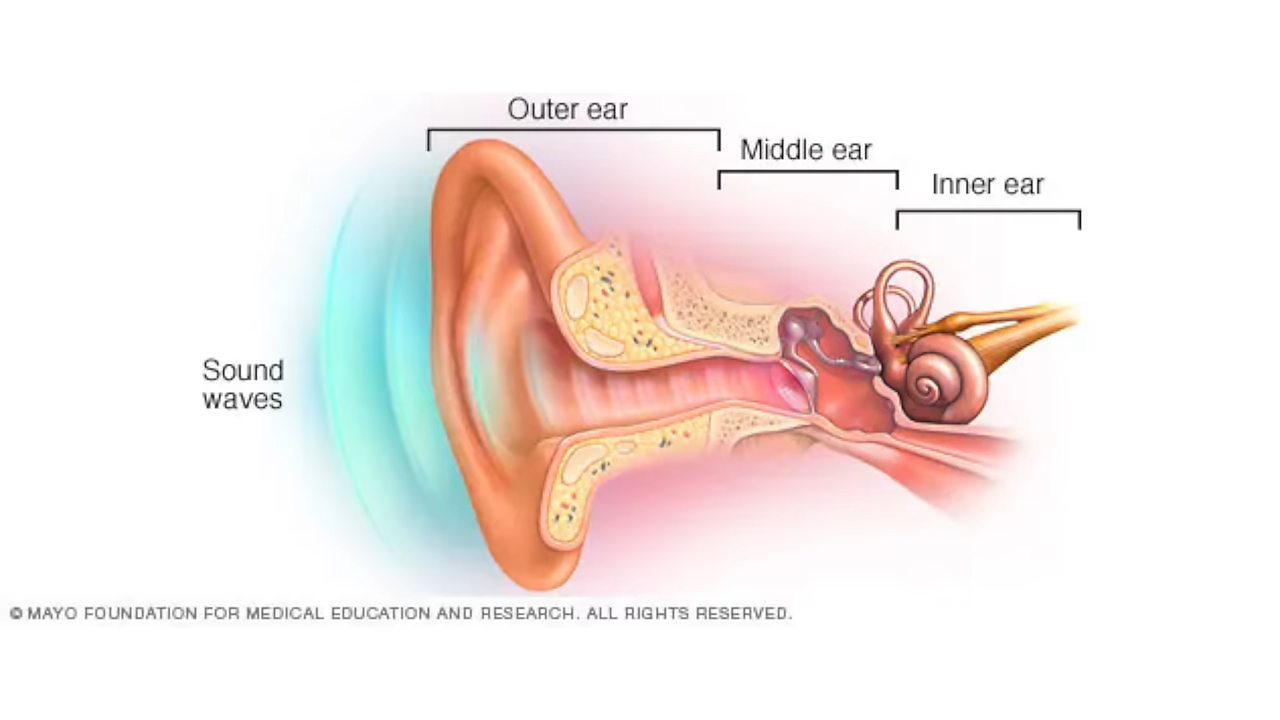 Outer ear
Middle ear
Inner ear
Sound
waves
© MAYO FOUNDATION FOR MEDICAL EDUCATION AND RESEARCH. ALL RIGHTS RESERVED.